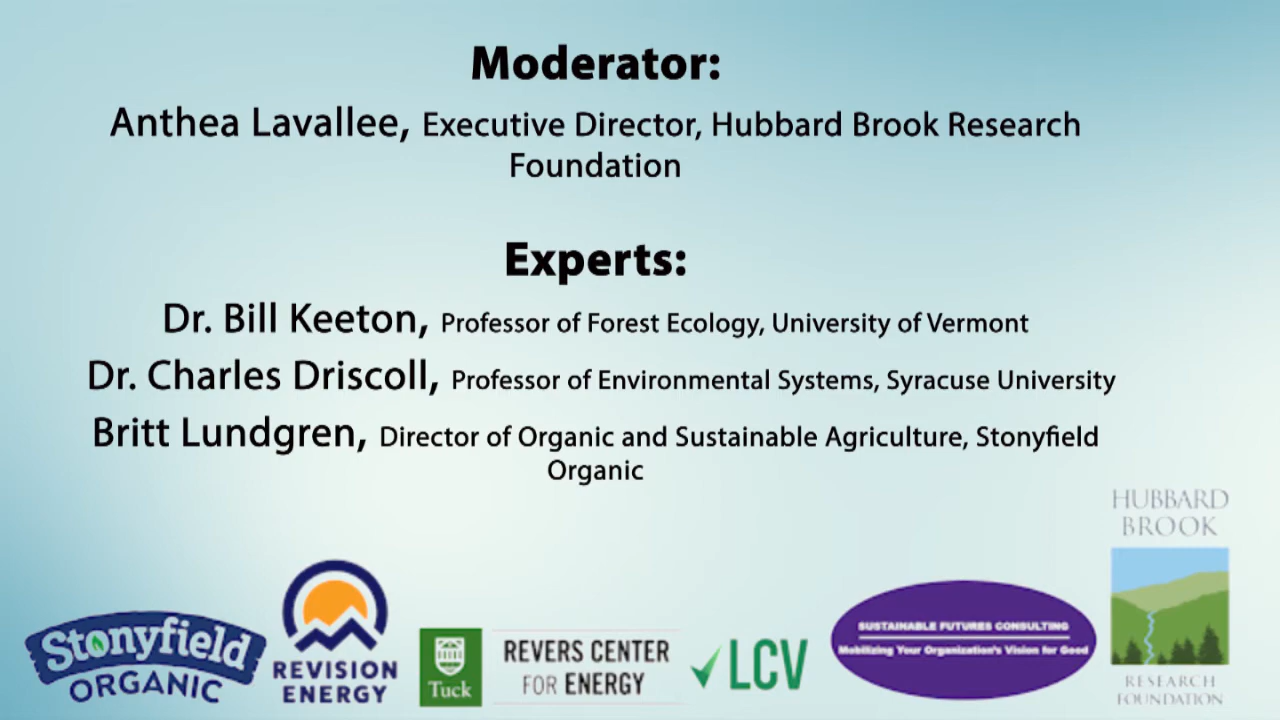 Moderator:
Anthea Lavallee, Executive Director, Hubbard Brook Research
Foundation
Experts:
Dr. Bill Keeton, Professor of Forest Ecology, University of Vermont
Dr. Charles Driscoll, Professor of Environmental Systems, Syracuse University
Britt Lundgren, Director of Organic and Sustainable Agriculture, Stonyfield
Organic
Stonyfield
ORGANIC
REVISION
ENERGY
Tuck
REVERS CENTER
FOR ENERGY
LCV
SUSTAINABLE FUTURES CONSULTING
Mobilizing Your Organization's Vision for Good
HUBBARD
BROOK
RESEARCH
FOUNDATION